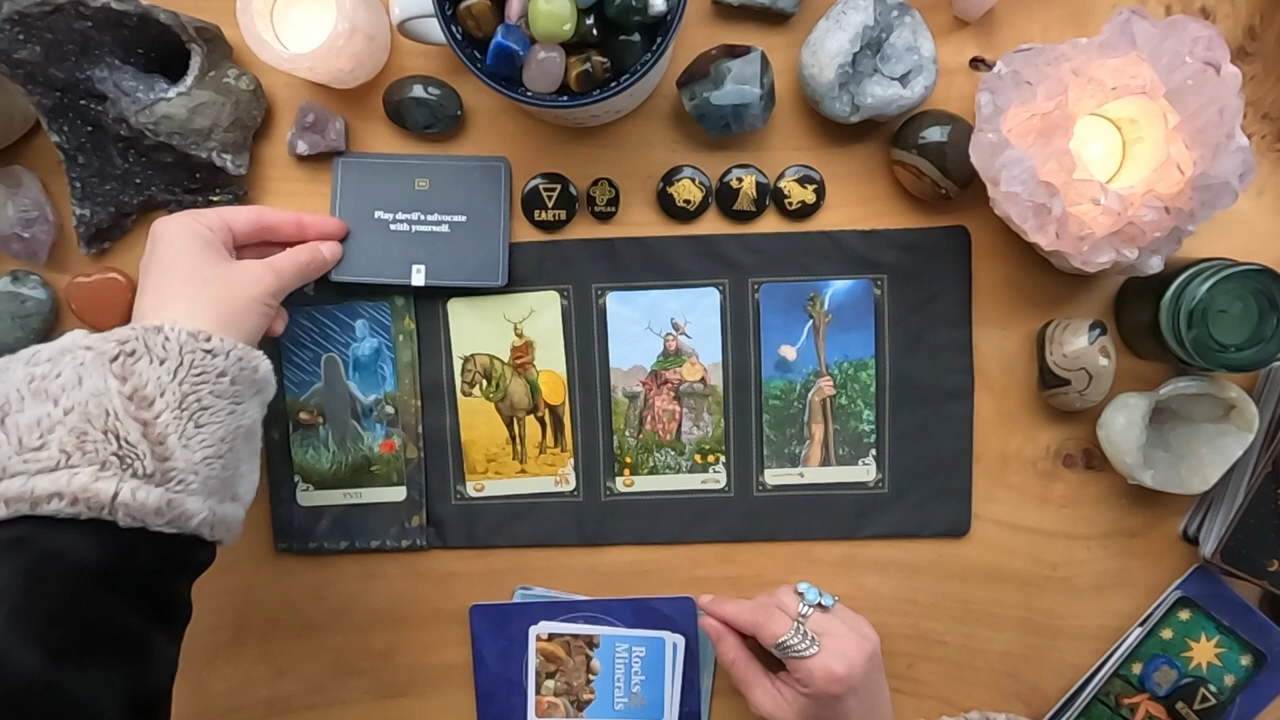 Play devil's advocate
with yourself.
EARTH
I SPEAK
XVII
Rocks &
Minerals